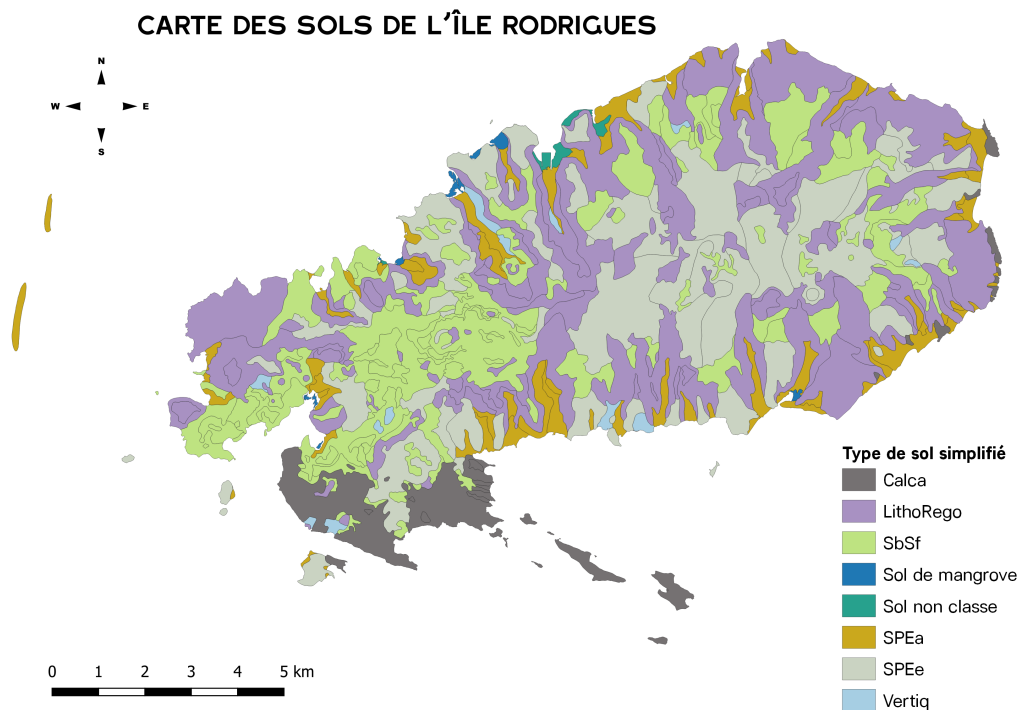 CARTE DES SOLS DE L'ÎLE RODRIGUES
N
W E
S
Type de sol simplifié
Calca
LithoRego
SbSf
Sol de mangrove
Sol non classe
SPEa
SPEe
Vertiq
0 1 2 3 4 5 km